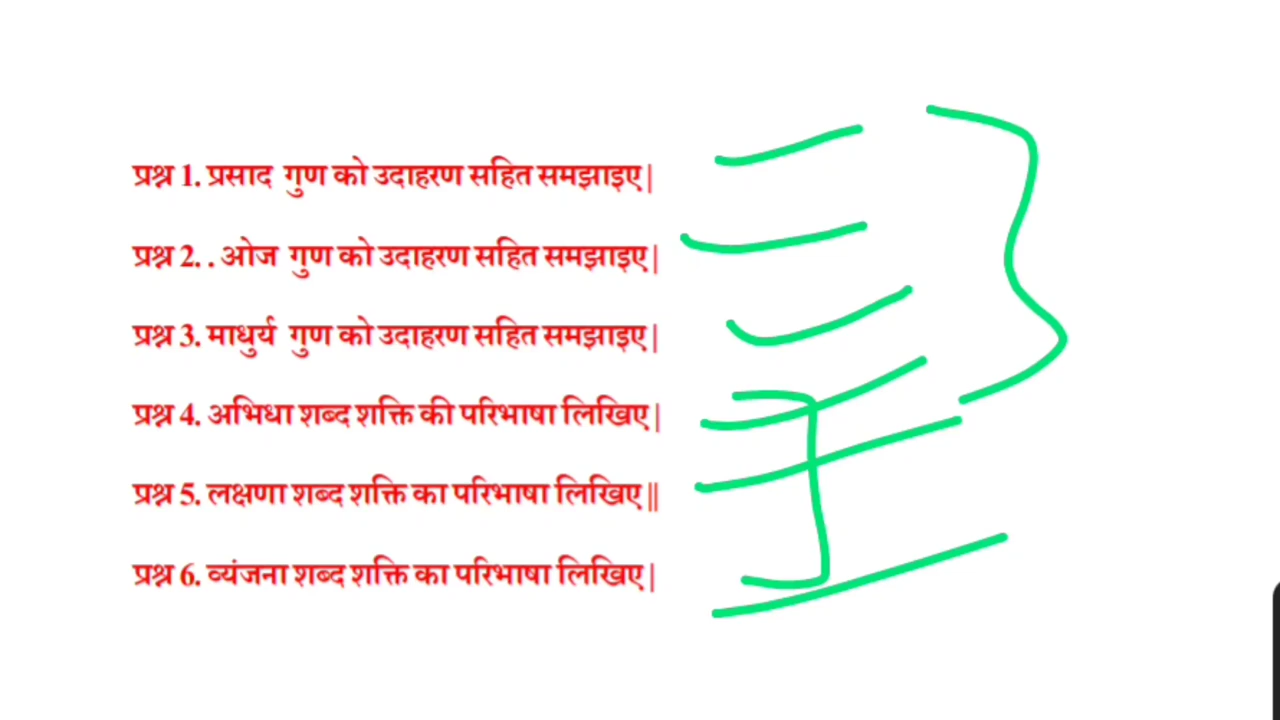 प्रश्न 1. प्रसाद गुण को उदाहरण सहित समझाइए |
प्रश्न 2. . ओज गुण को उदाहरण सहित समझाइए |
प्रश्न 3. माधुर्य गुण को उदाहरण सहित समझाइए |
प्रश्न 4. अभिधा शब्द शक्ति की परिभाषा लिखिए |
प्रश्न 5. लक्षणा शब्द शक्ति का परिभाषा लिखिए ||
प्रश्न 6. व्यंजना शब्द शक्ति का परिभाषा लिखिए |